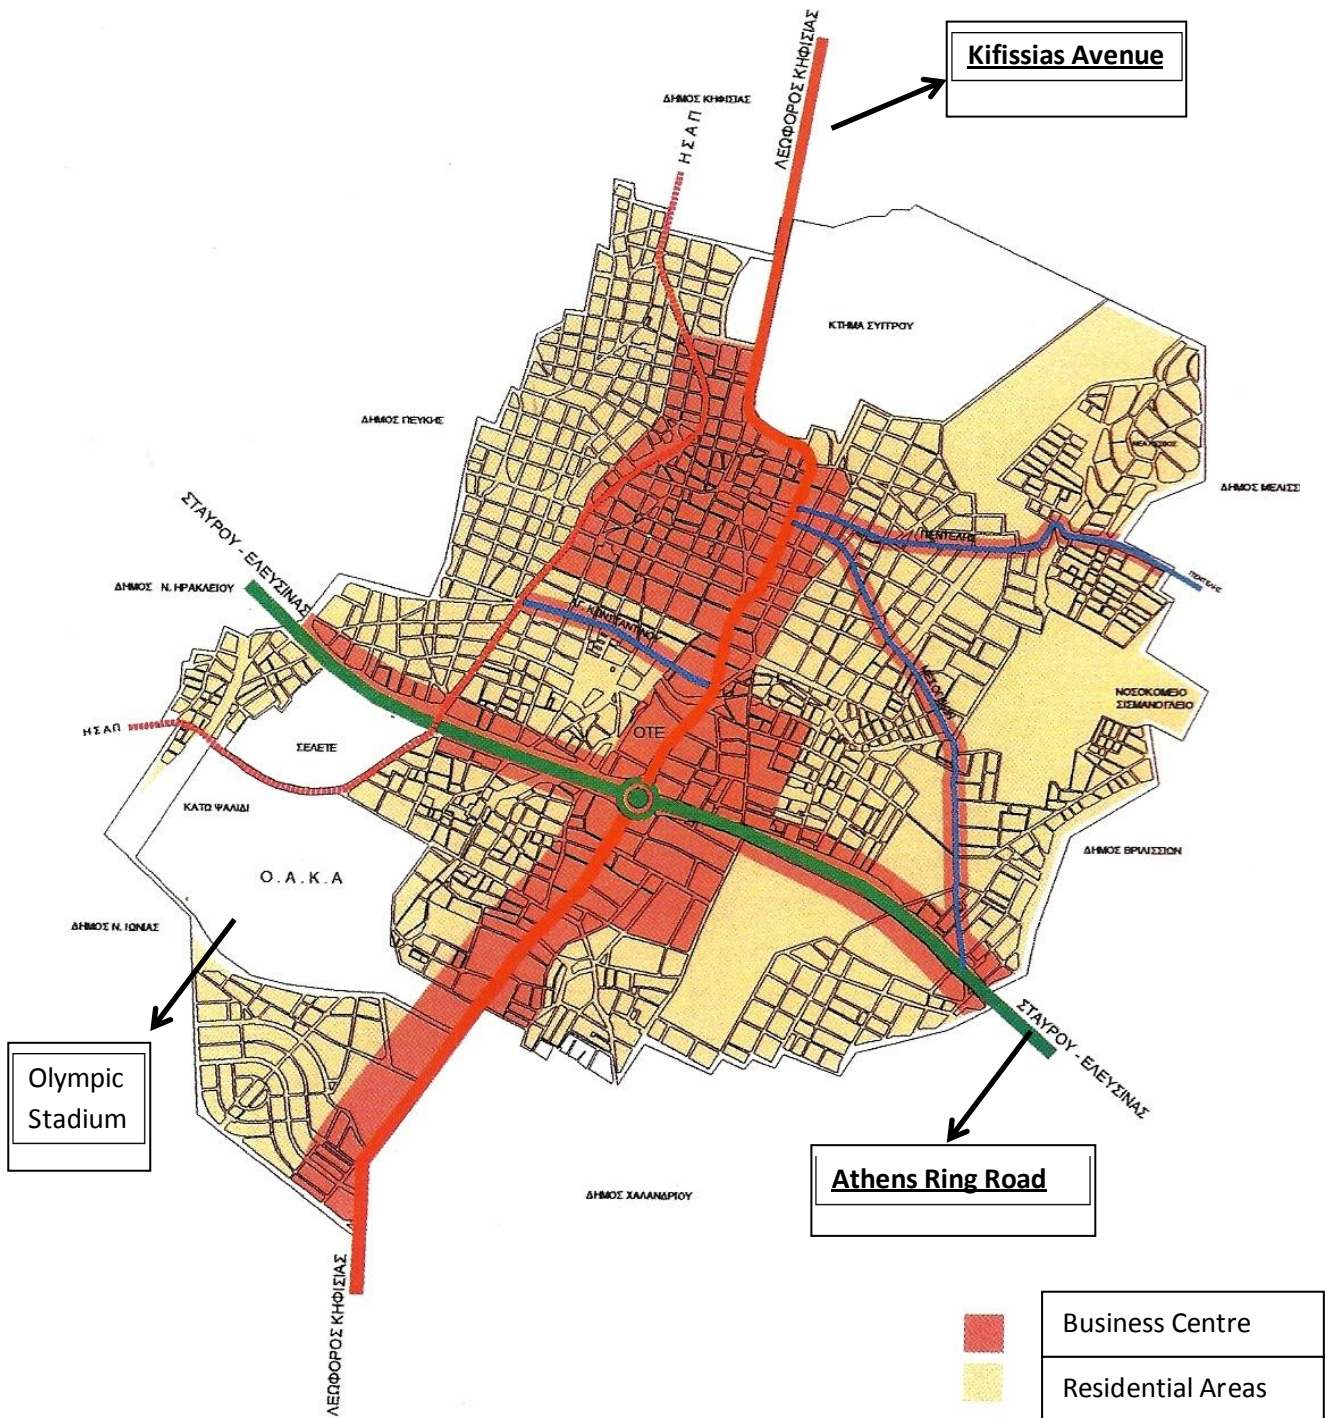 Kifissias Avenue
ΛΕΩΦΟΡΟΣ ΚΗΦΙΣΙΑΣ
ΔΗΜΟΣ ΚΗΦΙΣΙΑΣ
Η Σ Α Π
ΚΤΗΜΑ ΣΥΓΓΡΟΥ
ΔΗΜΟΣ ΠΕΥΚΗΣ
ΔΗΜΟΣ ΜΕΛΙΣΣ
ΣΤΑΥΡΟΥ - ΕΛΕΥΣΙΝΑΣ
ΠΕΝΤΕΛΗΣ
ΠΕΝΤΕΛΗΣ
ΔΗΜΟΣ Ν. ΗΡΑΚΛΕΙΟΥ
ΝΟΣΟΚΟΜΕΙΟ
ΣΙΣΜΑΝΟΓΛΕΙΟ
Η Σ Α Π
ΟΤΕ
ΣΕΛΕΤΕ
ΚΑΤΩ ΨΑΛΙΔΙ
ΔΗΜΟΣ ΒΡΙΛΙΣΣΙΩΝ
Ο . Α . Κ . Α
ΔΗΜΟΣ Ν. ΙΩΝΙΑΣ
ΣΤΑΥΡΟΥ - ΕΛΕΥΣΙΝΑΣ
Olympic
Stadium
Athens Ring Road
ΔΗΜΟΣ ΧΑΛΑΝΔΡΙΟΥ
ΛΕΩΦΟΡΟΣ ΚΗΦΙΣΙΑΣ
Business Centre
Residential Areas